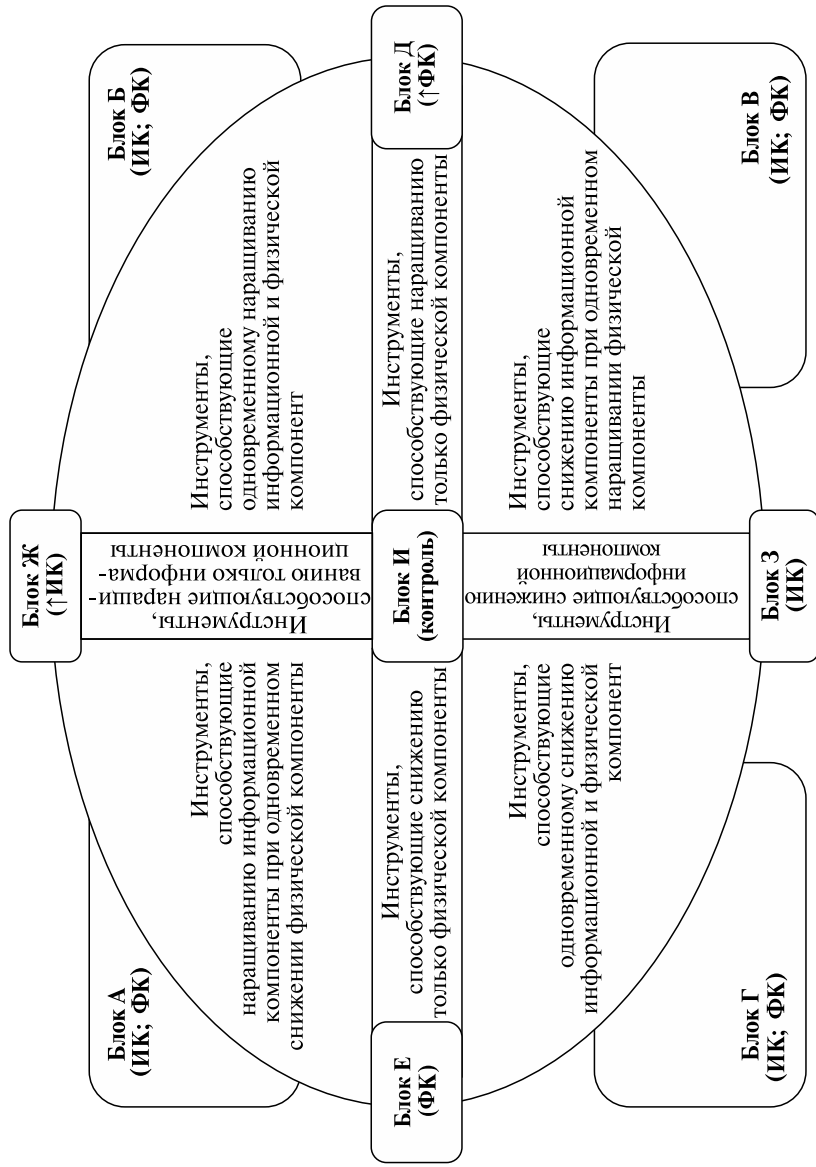 Блок А
(ИК; ФК)
Инструменты,
способствующие
наращиванию информационной
компоненты при одновременном
снижении физической компоненты
Блок Ж
(↑ИК)
Инструменты,
способствующие наращи-
ванию только информа-
ционной компоненты
Блок Б
(ИК; ФК)
Инструменты,
способствующие
одновременному наращиванию
информационной и физической
компонент
Блок Е
(ФК)
Инструменты,
способствующие снижению
только физической компоненты
Блок И
(контроль)
Инструменты,
способствующие наращиванию
только физической компоненты
Блок Д
(↑ФК)
Инструменты,
способствующие
одновременному снижению
информационной и физической
компонент
Блок Г
(ИК; ФК)
Инструменты,
способствующие снижению
информационной
компоненты
Блок З
(ИК)
Инструменты,
способствующие
снижению информационной
компоненты при одновременном
наращивании физической
компоненты
Блок В
(ИК; ФК)